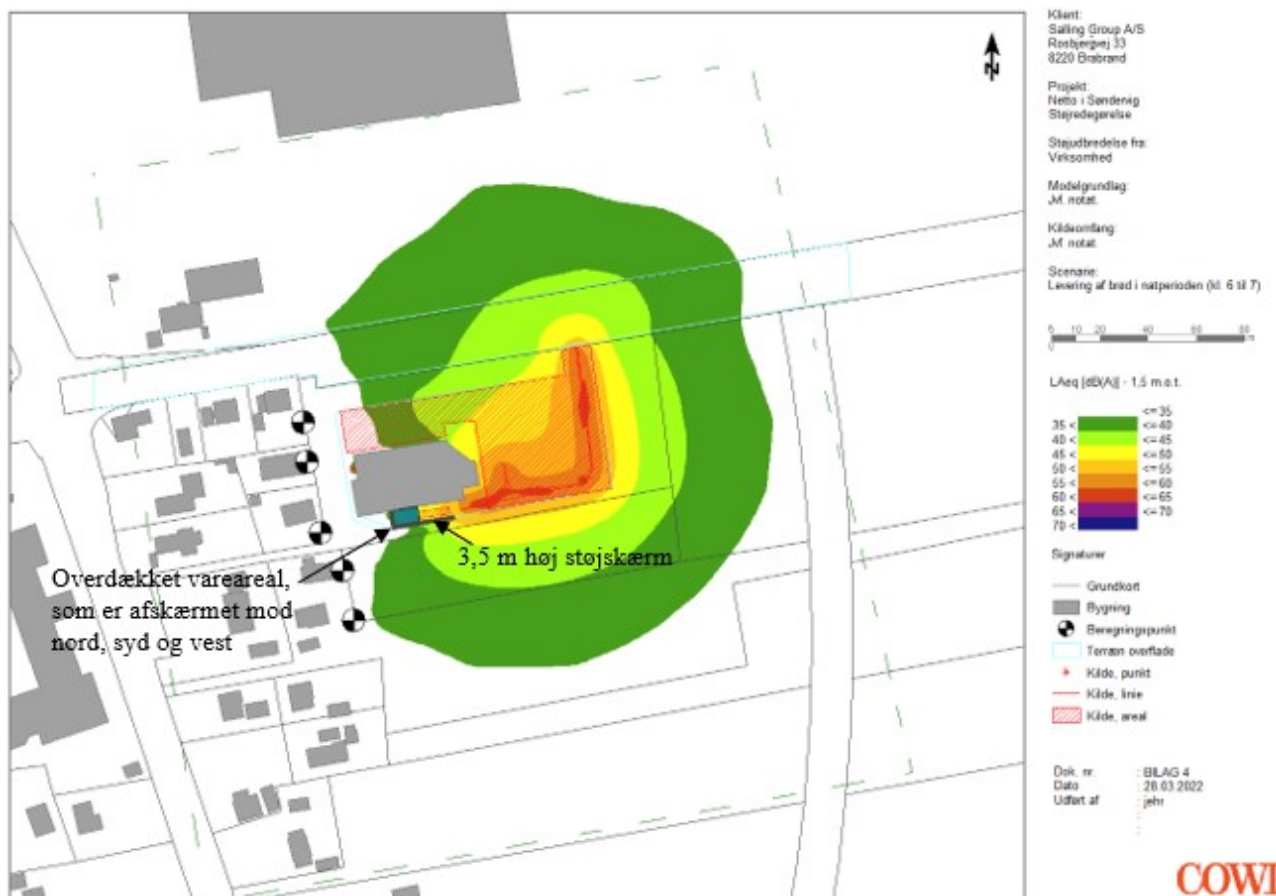 Klient:
Salling Group A/S
Rosbjergvej 33
8220 Brabrand
Projekt:
Netto i Søndervig
Støjredegørelse
Støjudbredelse fra:
Virksomhed
Modelgrundlag:
Jvf. notat.
Kildeomfang:
Jvf. notat.
Scenarie:
Levering af brød i natperioden (kl. 6 til 7)
0 10 20 40 60 80
m
LAeq [dB(A)] - 1,5 m.o.t.
<= 35
35 < <= 40
40 < <= 45
45 < <= 50
50 < <= 55
55 < <= 60
60 < <= 65
65 < <= 70
70 <
Signaturer
Grundkort
Bygning
Beregningspunkt
Terræn overflade
Kilde, punkt
Kilde, linie
Kilde, areal
Dok. nr. : BILAG 4
Dato : 28.03.2022
Udført af : jehr
COWI
N
3,5 m høj støjskærm
Overdækket vareareal,
som er afskærmet mod
nord, syd og vest